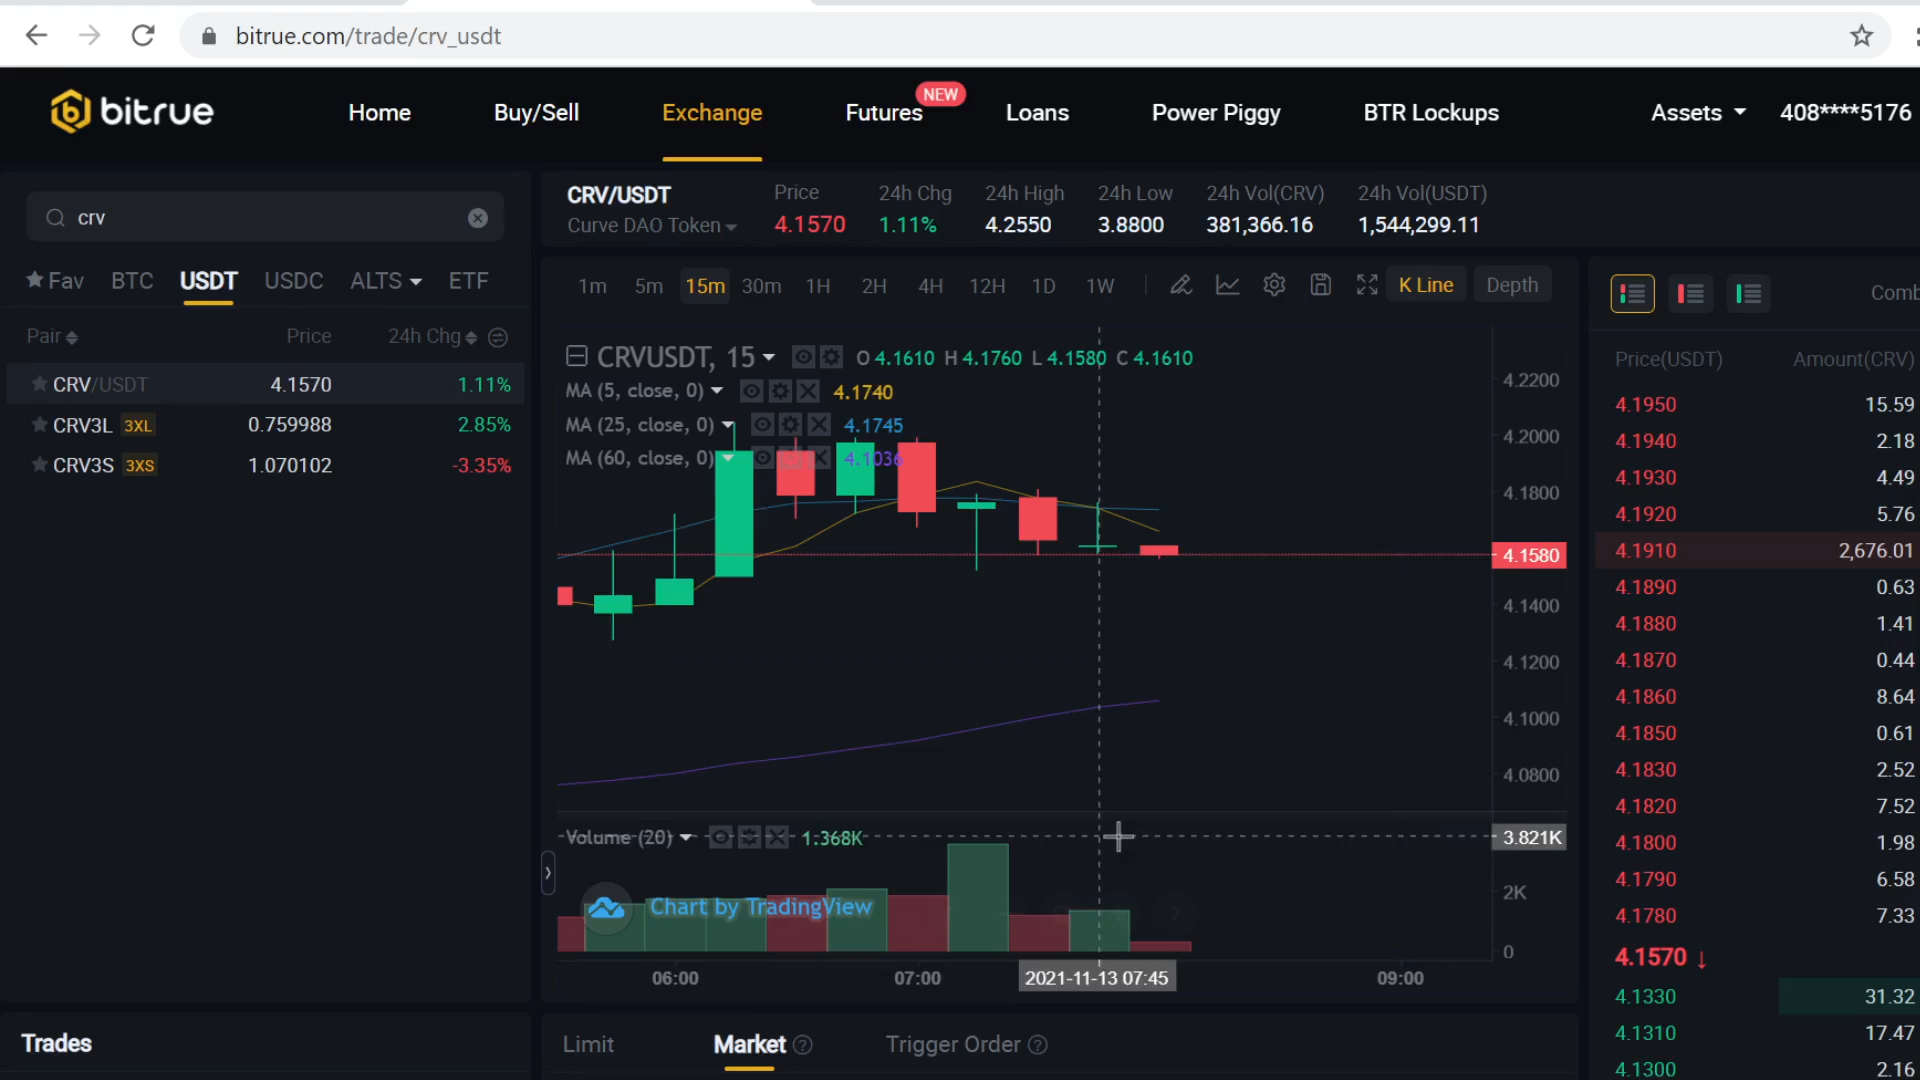 bitrue.com/trade/crv_usdt
bitrue
Home
Buy/Sell
Exchange
Futures
NEW
Loans
Power Piggy
BTR Lockups
Assets
408****5176
crv
Fav
BTC
USDT
USDC
ALTS
ETF
Pair
Price
24h Chg
CRV/USDT 4.1570 1.11%
CRV3L 3XL 0.759988 2.85%
CRV3S 3XS 1.070102 -3.35%
Trades
CRV/USDT
Curve DAO Token
Price
4.1570
24h Chg
1.11%
24h High
4.2550
24h Low
3.8800
24h Vol(CRV)
381,366.16
24h Vol(USDT)
1,544,299.11
1m 5m 15m 30m 1H 2H 4H 12H 1D 1W
K Line
Depth
CRVUSDT, 15
O 4.1610 H 4.1760 L 4.1580 C 4.1610
MA (5, close, 0) 4.1740
MA (25, close, 0) 4.1745
MA (60, close, 0) 4.1036
4.2200
4.2000
4.1800
4.1580
4.1400
4.1200
4.1000
4.0800
Volume (20) 1.368K
3.821K
2K
0
Chart by TradingView
06:00
07:00
2021-11-13 07:45
09:00
Limit
Market
Trigger Order
Comb
Price(USDT) Amount(CRV)
4.1950 15.59
4.1940 2.18
4.1930 4.49
4.1920 5.76
4.1910 2,676.01
4.1890 0.63
4.1880 1.41
4.1870 0.44
4.1860 8.64
4.1850 0.61
4.1830 2.52
4.1820 7.52
4.1800 1.98
4.1790 6.58
4.1780 7.33
4.1570 ↓
4.1330 31.32
4.1310 17.47
4.1300 2.16